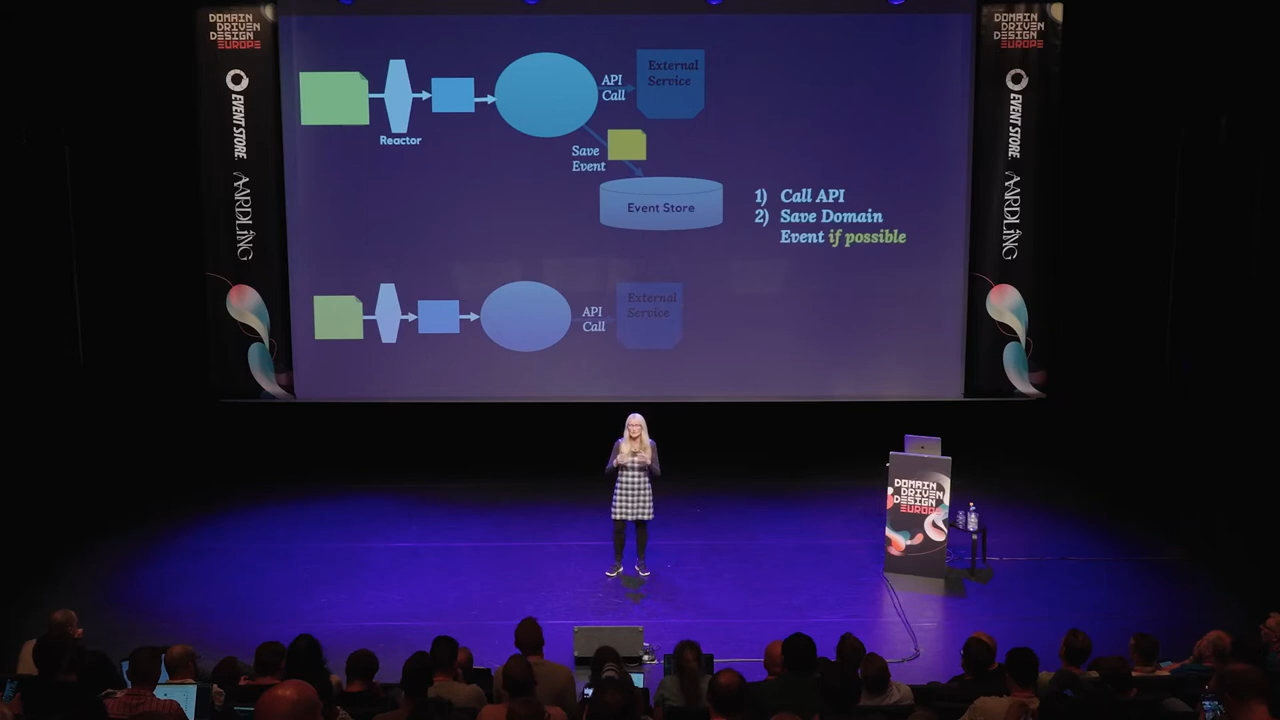 DOMAIN
DRIVEN
DESIGN
EUROPE
EVENT STORE.
AARDLING
API
Call
External
Service
Reactor
Save
Event
Event Store
1) Call API
2) Save Domain
Event if possible
API
Call
External
Service
DOMAIN
DRIVEN
DESIGN
EUROPE
EVENT STORE.
AARDLING
DOMAIN
DRIVEN
DESIGN
EUROPE